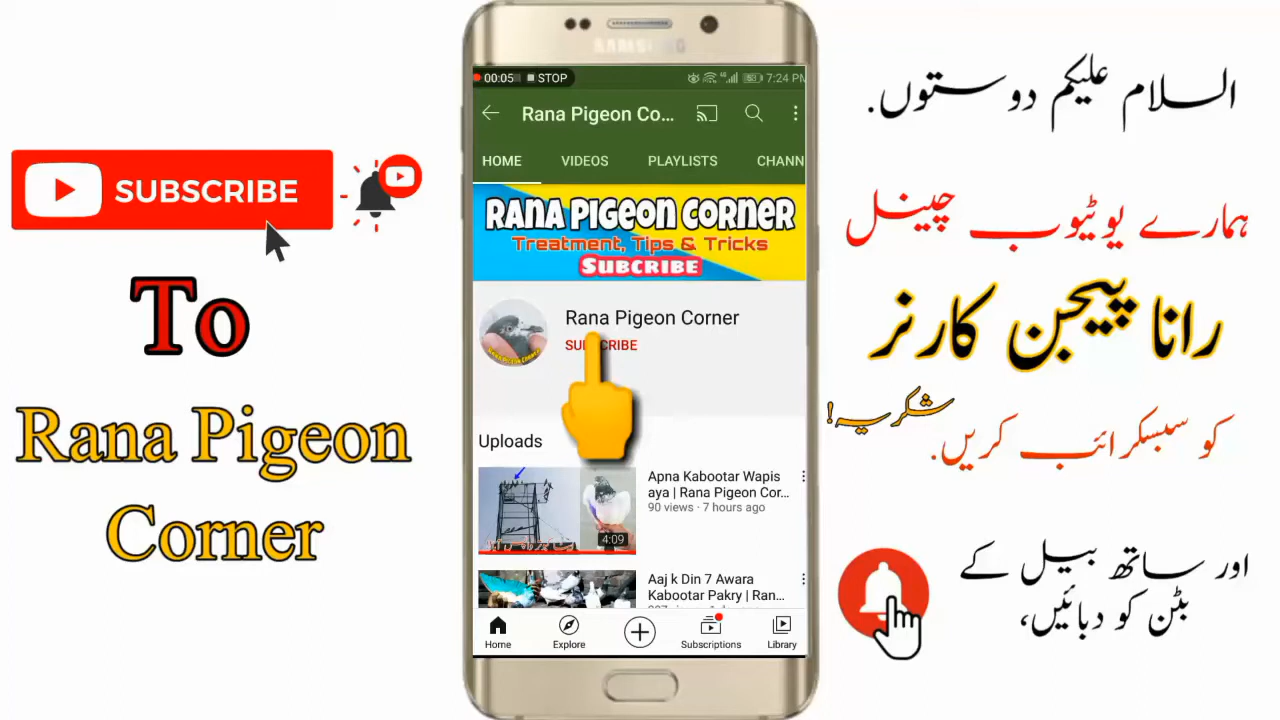 SUBSCRIBE
To
Rana Pigeon
Corner
SAMSUNG
00:05 STOP
7:24 PM
Rana Pigeon Co...
HOME VIDEOS PLAYLISTS CHANN
RANA PIGEON CORNER
Treatment, Tips & Tricks
SUBCRIBE
Rana Pigeon Corner
SUBSCRIBE
Uploads
Apna Kabootar Wapis
aya | Rana Pigeon Cor...
90 views · 7 hours ago
4:09
Aaj k Din 7 Awara
Kabootar Pakry | Ran...
Home Explore Subscriptions Library
السلام علیکم دوستوں.
ہمارے یوٹیوب چینل
رانا پیجن کارنر
کو سبسکرائب کریں.
شکریہ!
اور ساتھ بیل کے
بٹن کو دبائیں،